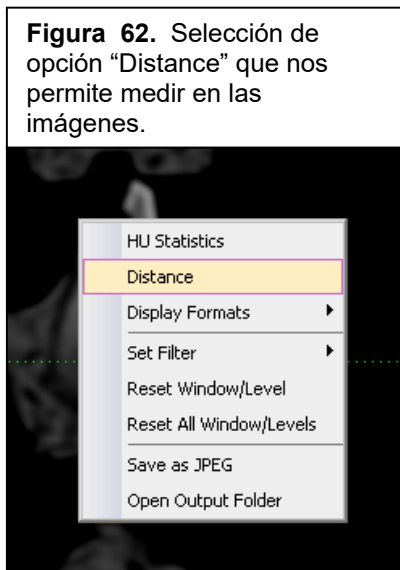 Figura 62. Selección de
opción “Distance” que nos
permite medir en las
imágenes.
HU Statistics
Distance
Display Formats
Set Filter
Reset Window/Level
Reset All Window/Levels
Save as JPEG
Open Output Folder